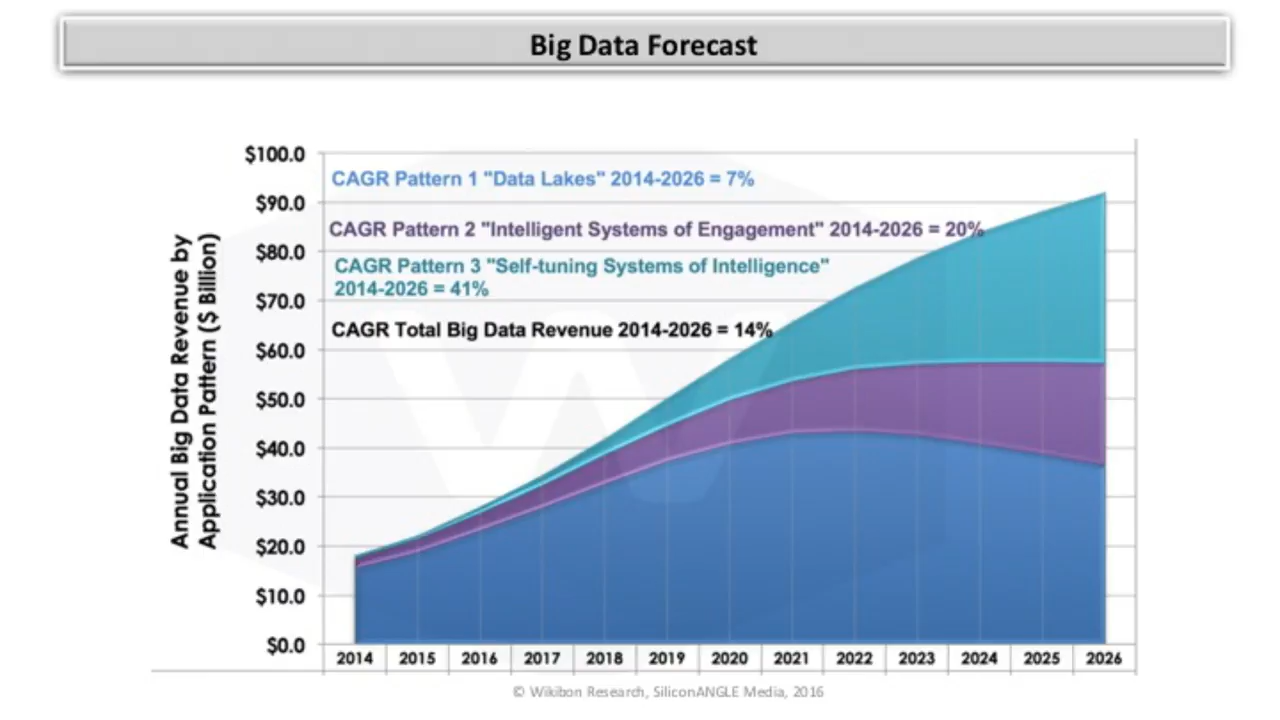 Big Data Forecast
Annual Big Data Revenue by
Application Pattern ($ Billion)
$100.0
$90.0
$80.0
$70.0
$60.0
$50.0
$40.0
$30.0
$20.0
$10.0
$0.0
CAGR Pattern 1 "Data Lakes" 2014-2026 = 7%
CAGR Pattern 2 "Intelligent Systems of Engagement" 2014-2026 = 20%
CAGR Pattern 3 "Self-tuning Systems of Intelligence"
2014-2026 = 41%
CAGR Total Big Data Revenue 2014-2026 = 14%
2014 2015 2016 2017 2018 2019 2020 2021 2022 2023 2024 2025 2026
© Wikibon Research, SiliconANGLE Media, 2016